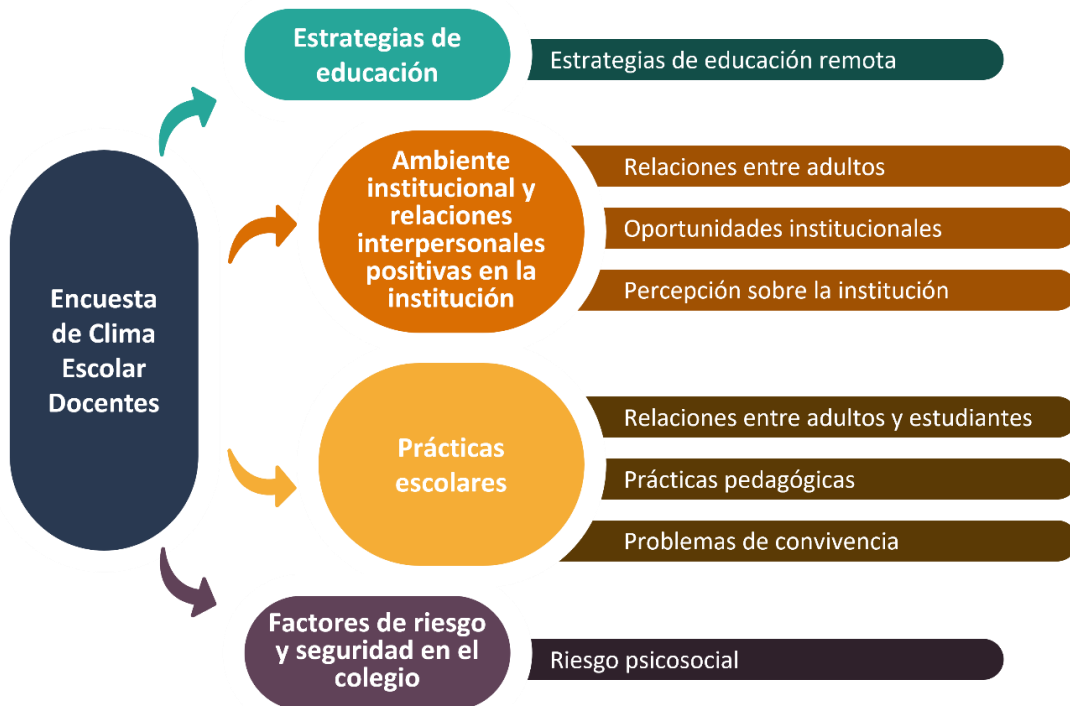 Encuesta
de Clima
Escolar
Docentes
Estrategias de
educación
Estrategias de educación remota
Ambiente
institucional y
relaciones
interpersonales
positivas en la
institución
Relaciones entre adultos
Oportunidades institucionales
Percepción sobre la institución
Prácticas
escolares
Relaciones entre adultos y estudiantes
Prácticas pedagógicas
Problemas de convivencia
Factores de riesgo
y seguridad en el
colegio
Riesgo psicosocial